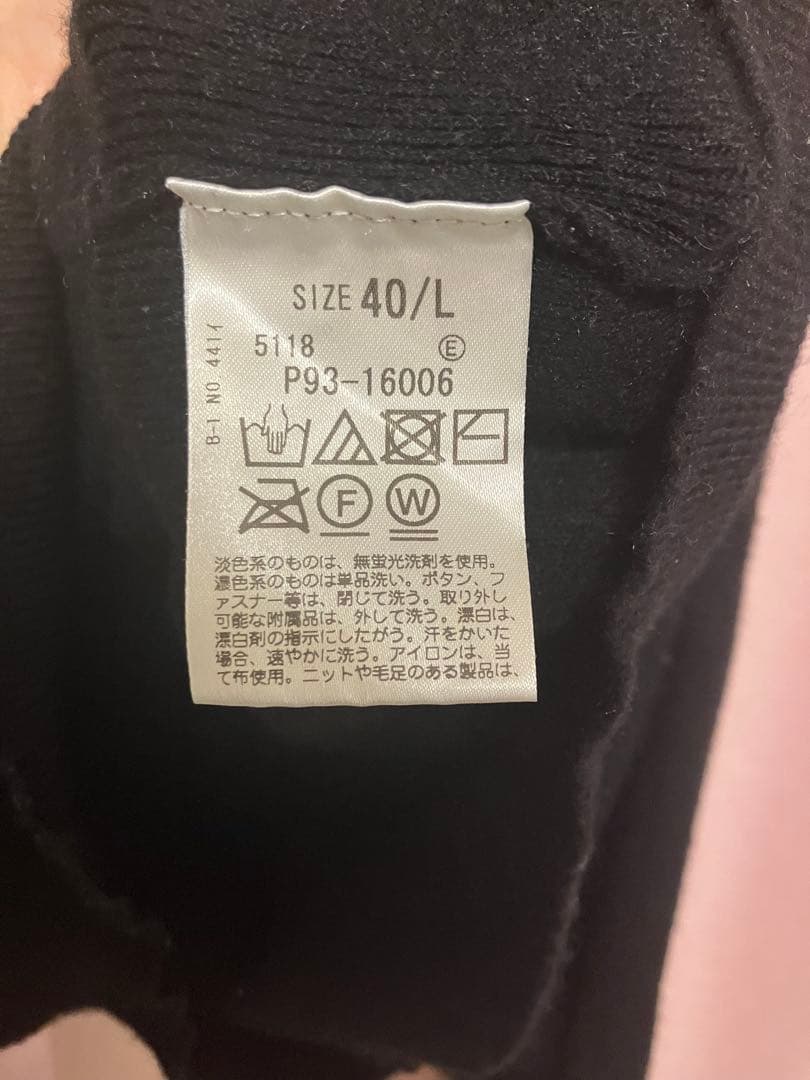 SIZE 40/L
5118 Ⓔ
P93-16006
B-1 NO 441イ
Ⓕ Ⓦ
淡色系のものは、無蛍光洗剤を使用。
濃色系のものは単品洗い。ボタン、フ
ァスナー等は、閉じて洗う。取り外し
可能な附属品は、外して洗う。漂白は、
漂白剤の指示にしたがう。汗をかいた
場合、速やかに洗う。アイロンは、当
て布使用。ニットや毛足のある製品は、